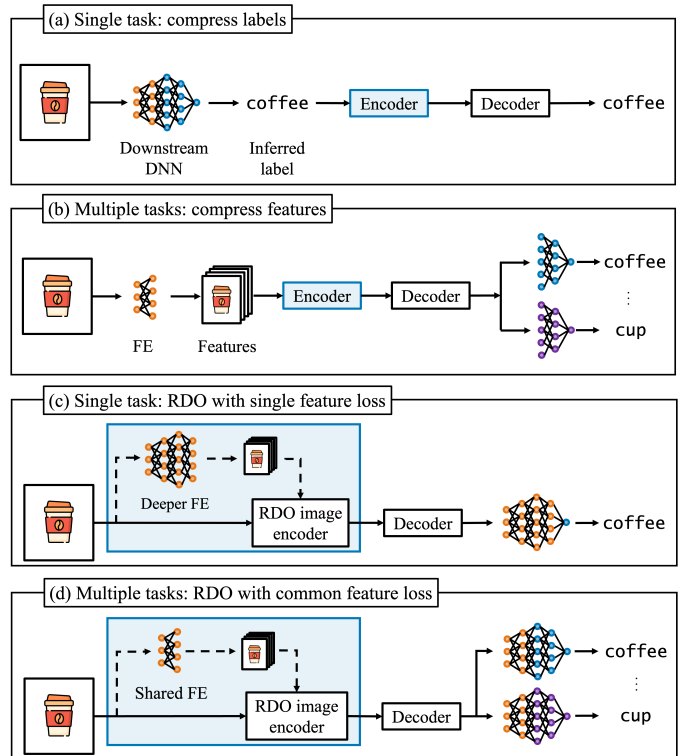 (a) Single task: compress labels
coffee
Encoder
Decoder
coffee
Downstream
DNN
Inferred
label
(b) Multiple tasks: compress features
coffee
Encoder
Decoder
FE
Features
cup
(c) Single task: RDO with single feature loss
Deeper FE
RDO image
encoder
Decoder
coffee
(d) Multiple tasks: RDO with common feature loss
coffee
Shared FE
RDO image
encoder
Decoder
cup